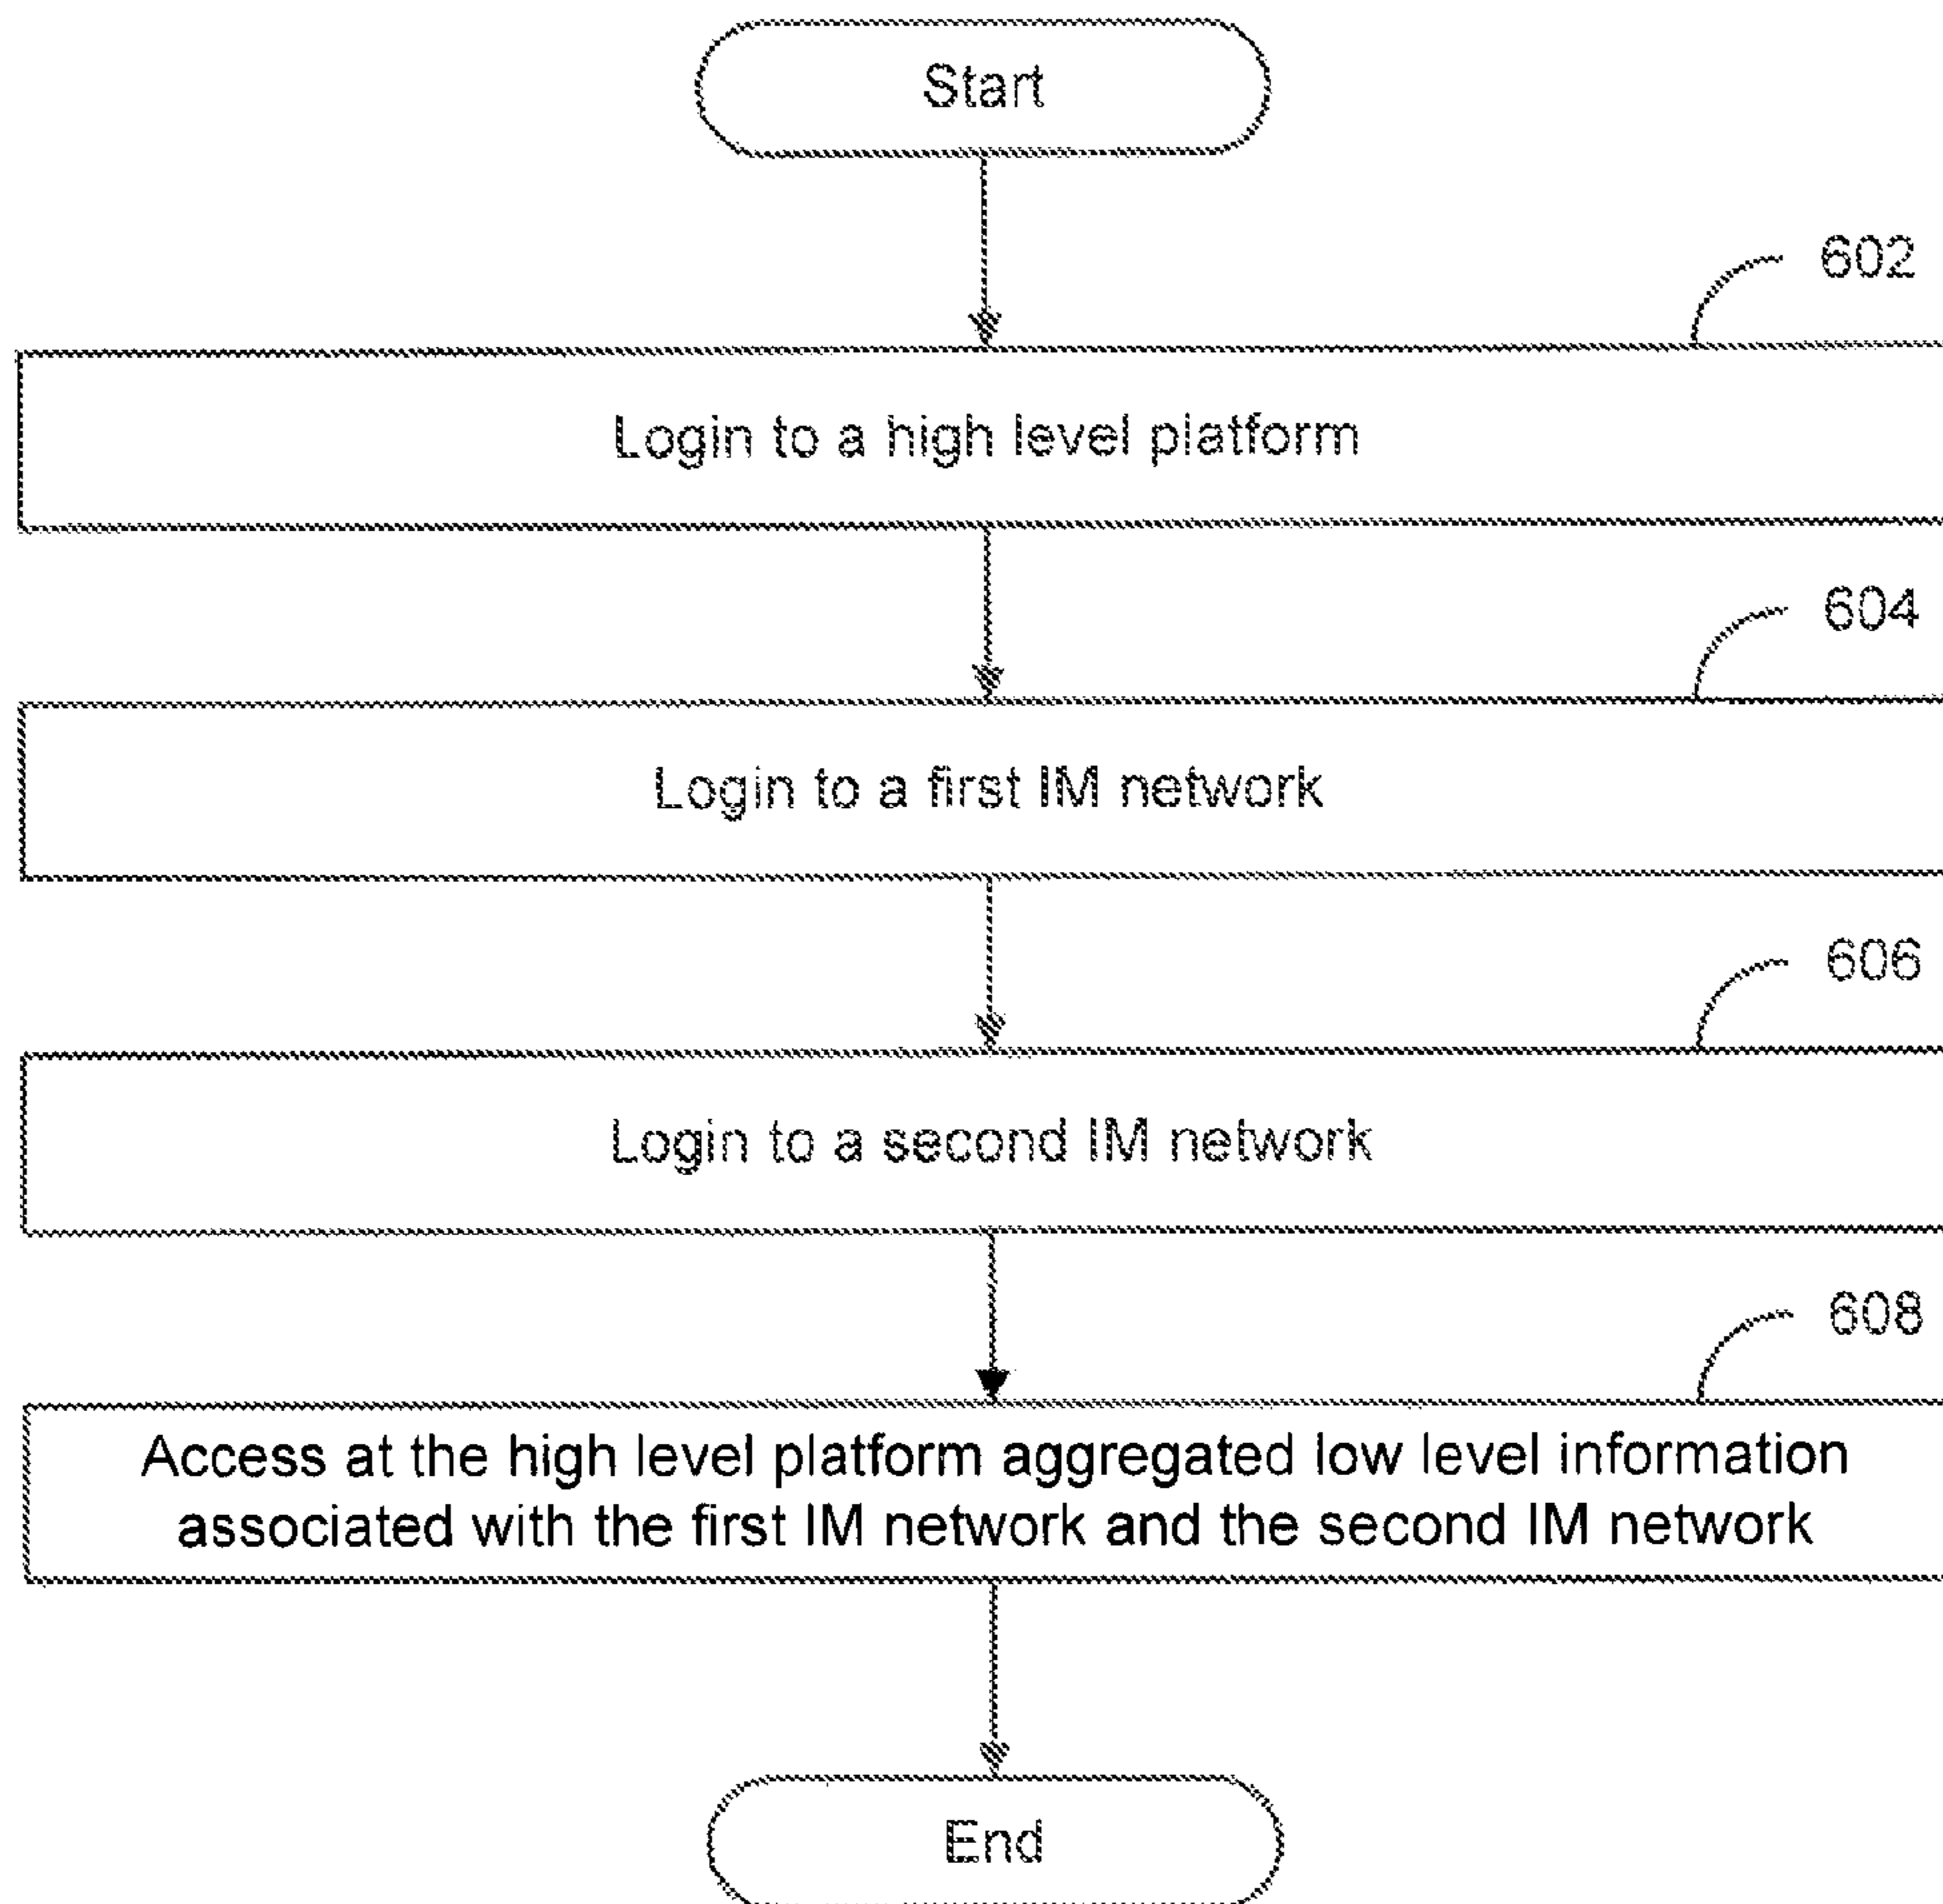 Start
602
Login to a high level platform
604
Login to a first IM network
606
Login to a second IM network
608
Access at the high level platform aggregated low level information
associated with the first IM network and the second IM network
End